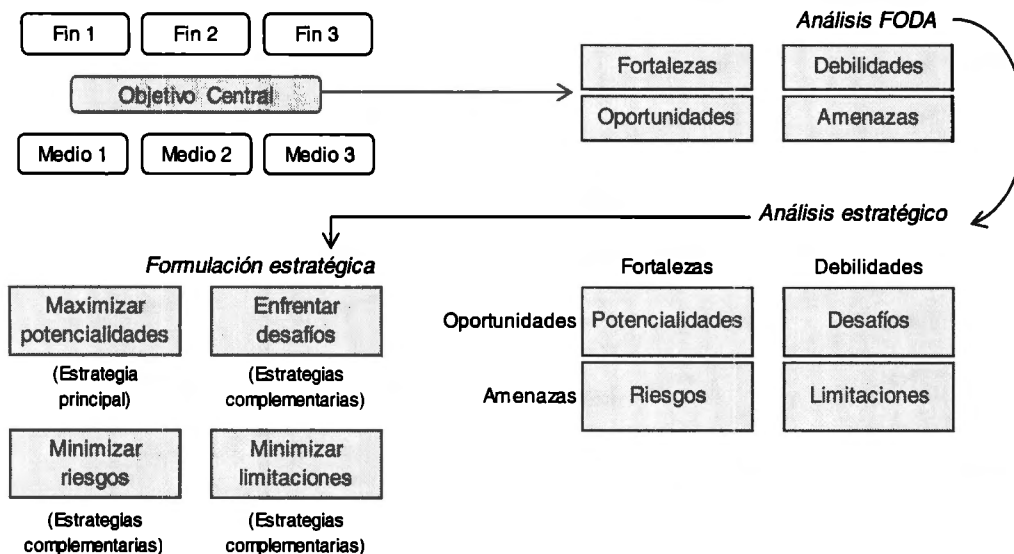 Fin 1
Fin 2
Fin 3
Objetivo Central
Medio 1
Medio 2
Medio 3
Análisis FODA
Fortalezas
Debilidades
Oportunidades
Amenazas
Análisis estratégico
Formulación estratégica
Maximizar
potencialidades
(Estrategia
principal)
Enfrentar
desafíos
(Estrategias
complementarias)
Minimizar
riesgos
(Estrategias
complementarias)
Minimizar
limitaciones
(Estrategias
complementarias)
Fortalezas
Debilidades
Oportunidades
Potencialidades
Desafíos
Amenazas
Riesgos
Limitaciones